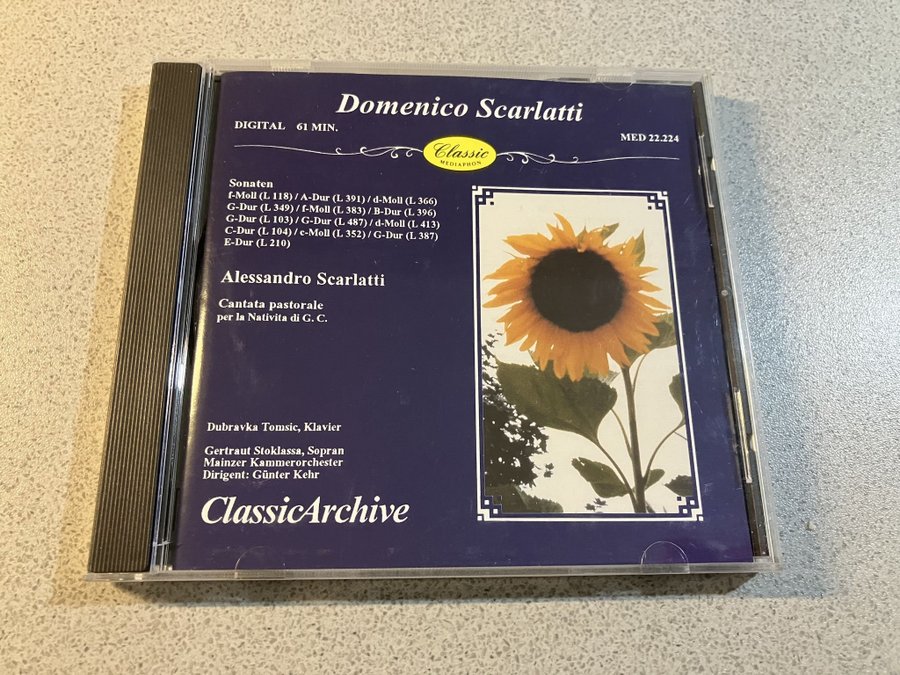 Domenico Scarlatti
DIGITAL 61 MIN.
MED 22.224
Classic
MEDIAPHON
Sonaten
f-Moll (L 118) / A-Dur (L 391) / d-Moll (L 366)
G-Dur (L 349) / f-Moll (L 383) / B-Dur (L 396)
G-Dur (L 103) / G-Dur (L 487) / d-Moll (L 413)
C-Dur (L 104) / c-Moll (L 352) / G-Dur (L 387)
E-Dur (L 210)
Alessandro Scarlatti
Cantata pastorale
per la Nativita di G. C.
Dubravka Tomsic, Klavier
Gertraut Stoklassa, Sopran
Mainzer Kammerorchester
Dirigent: Günter Kehr
ClassicArchive